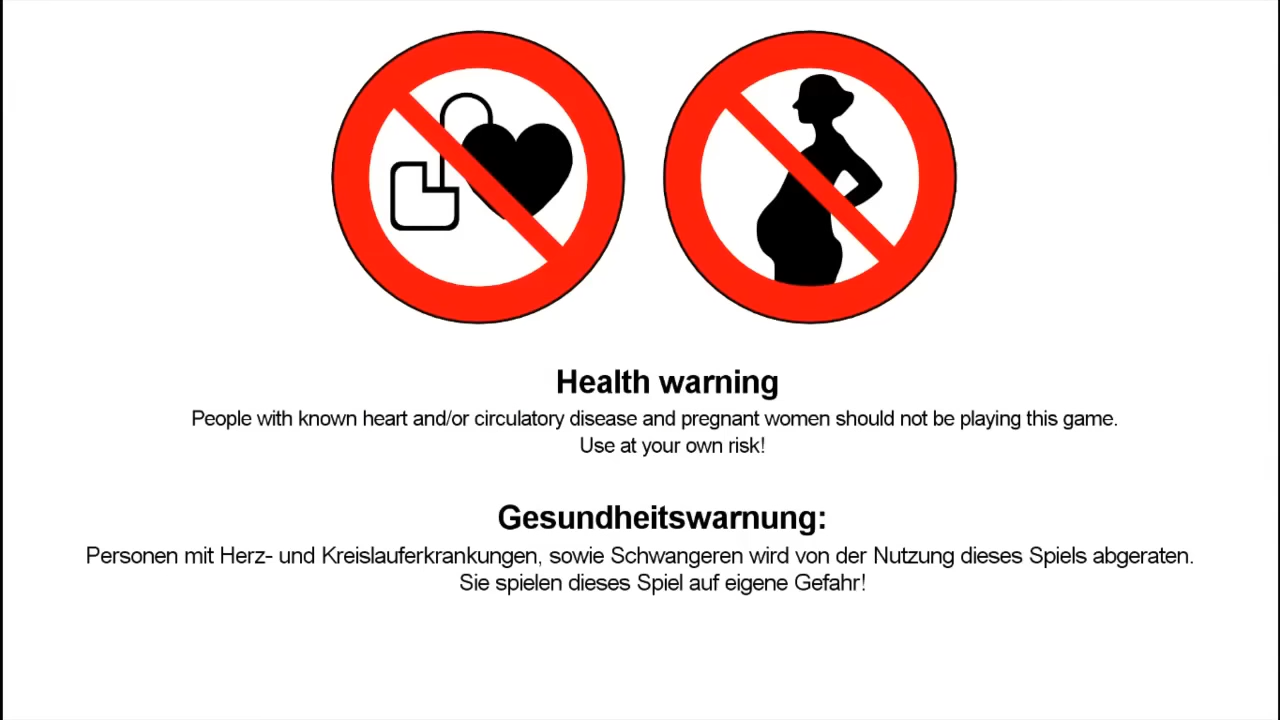 Health warning
People with known heart and/or circulatory disease and pregnant women should not be playing this game.
Use at your own risk!
Gesundheitswarnung:
Personen mit Herz- und Kreislauferkrankungen, sowie Schwangeren wird von der Nutzung dieses Spiels abgeraten.
Sie spielen dieses Spiel auf eigene Gefahr!